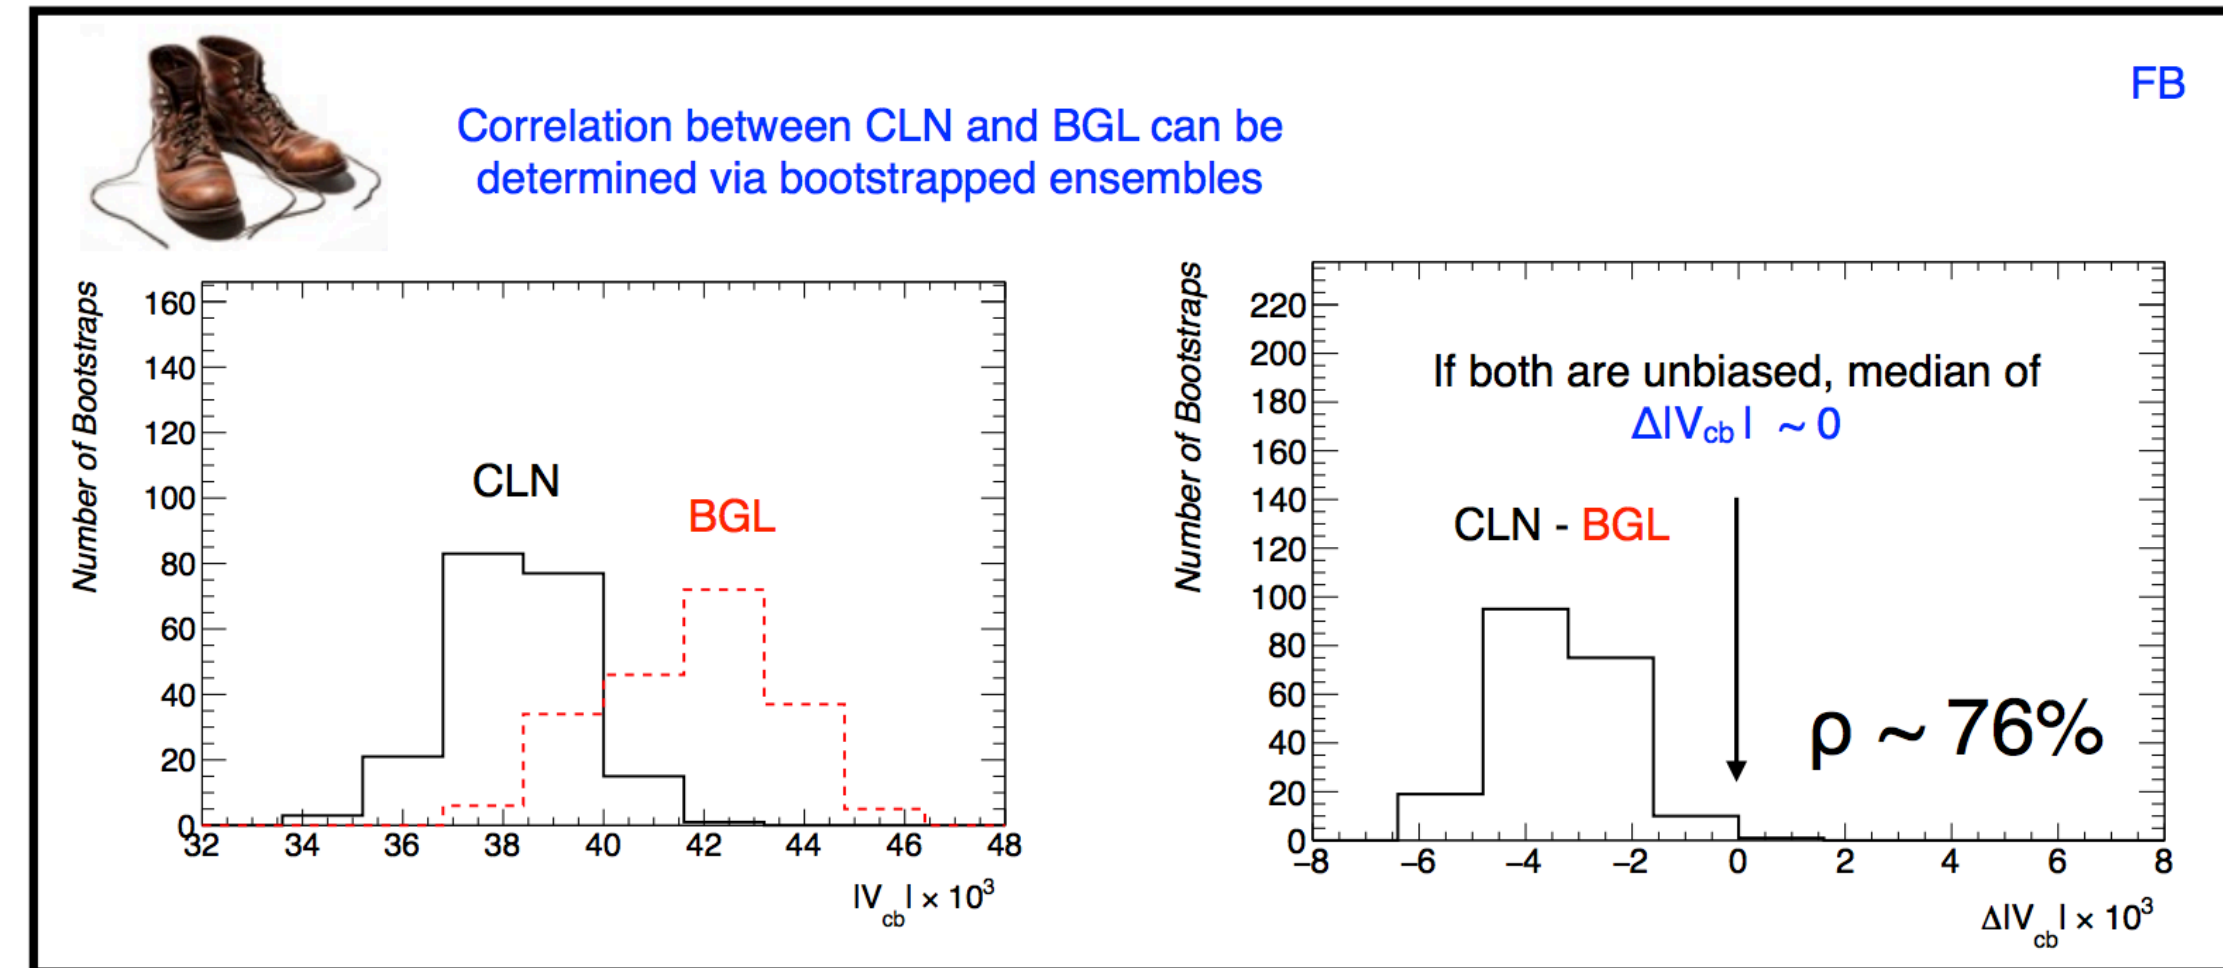 FB
Correlation between CLN and BGL can be
determined via bootstrapped ensembles
Number of Bootstraps
160
140
120
100
80
60
40
20
0
CLN
BGL
32 34 36 38 40 42 44 46 48
|V_cb| × 10³
Number of Bootstraps
220
200
180
160
140
120
100
80
60
40
20
0
If both are unbiased, median of
Δ|V_cb| ~ 0
CLN - BGL
ρ ~ 76%
−8 −6 −4 −2 0 2 4 6 8
Δ|V_cb| × 10³